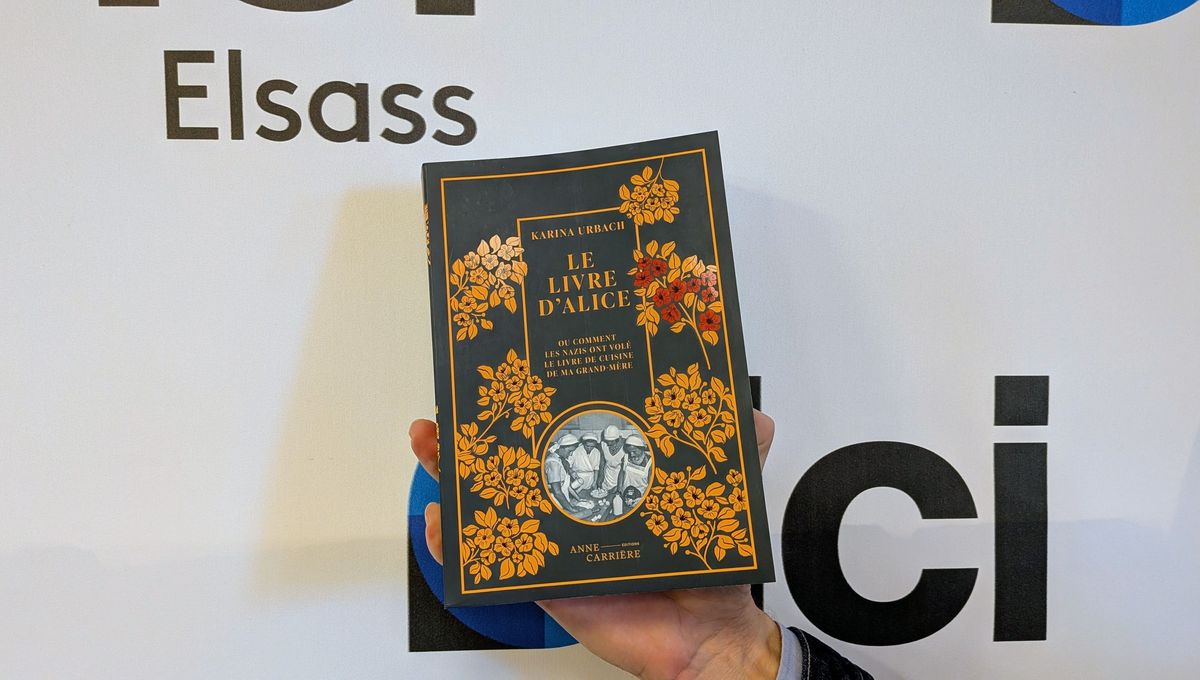 ici
Elsass
KARINA URBACH
LE
LIVRE
D'ALICE
OU COMMENT
LES NAZIS ONT VOLÉ
LE LIVRE DE CUISINE
DE MA GRAND-MÈRE
ANNE ÉDITIONS
CARRIÈRE
ici